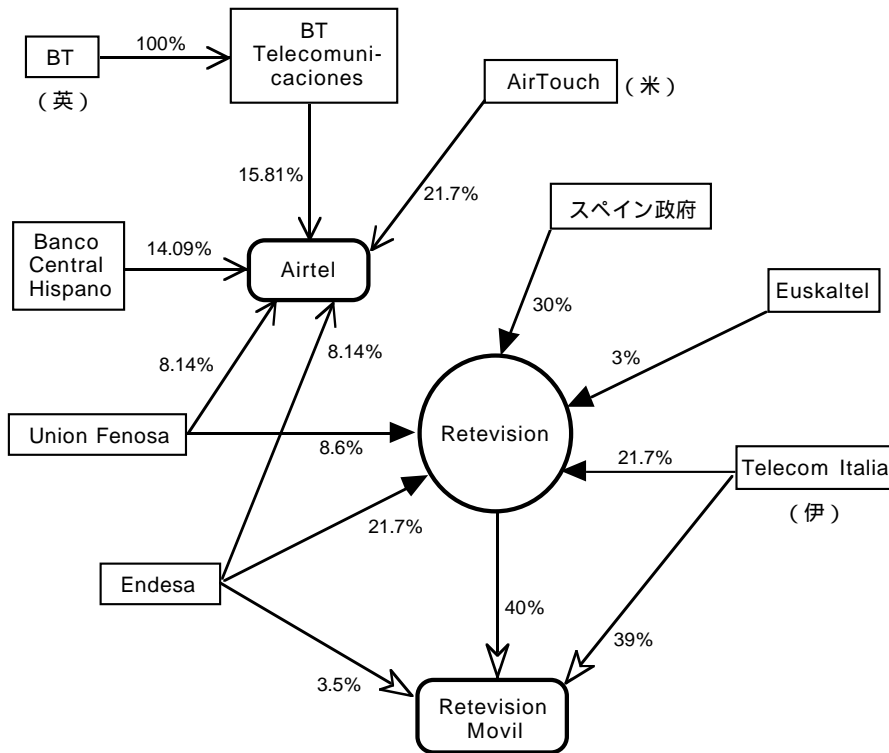 BT
Telecomuni-
caciones
BT
100%
(英)
AirTouch
(米)
15.81%
21.7%
スペイン政府
Banco
Central
Hispano
14.09%
Airtel
30%
Euskaltel
8.14%
8.14%
3%
Union Fenosa
8.6%
Retevision
21.7%
Telecom Italia
(伊)
21.7%
Endesa
40%
39%
3.5%
Retevision
Movil